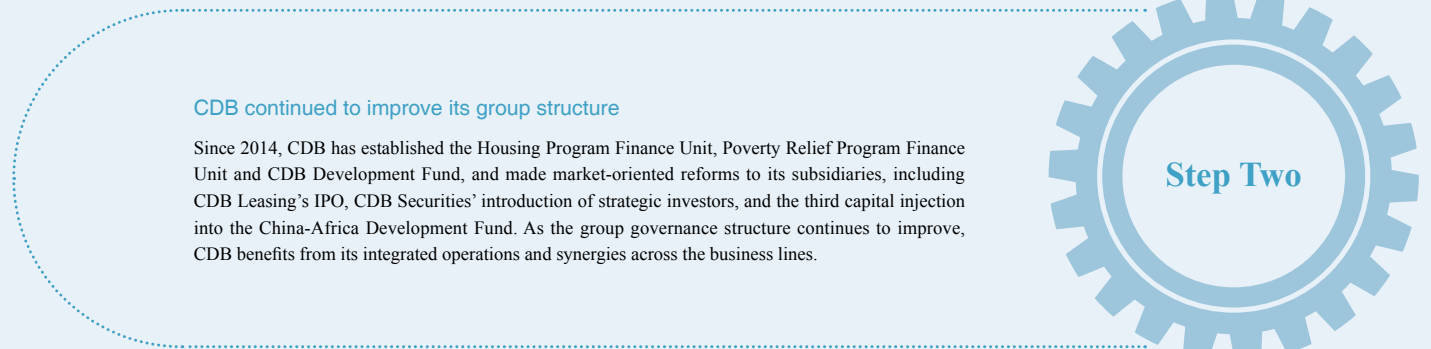 CDB continued to improve its group structure
Since 2014, CDB has established the Housing Program Finance Unit, Poverty Relief Program Finance
Unit and CDB Development Fund, and made market-oriented reforms to its subsidiaries, including
CDB Leasing's IPO, CDB Securities' introduction of strategic investors, and the third capital injection
into the China-Africa Development Fund. As the group governance structure continues to improve,
CDB benefits from its integrated operations and synergies across the business lines.
Step Two